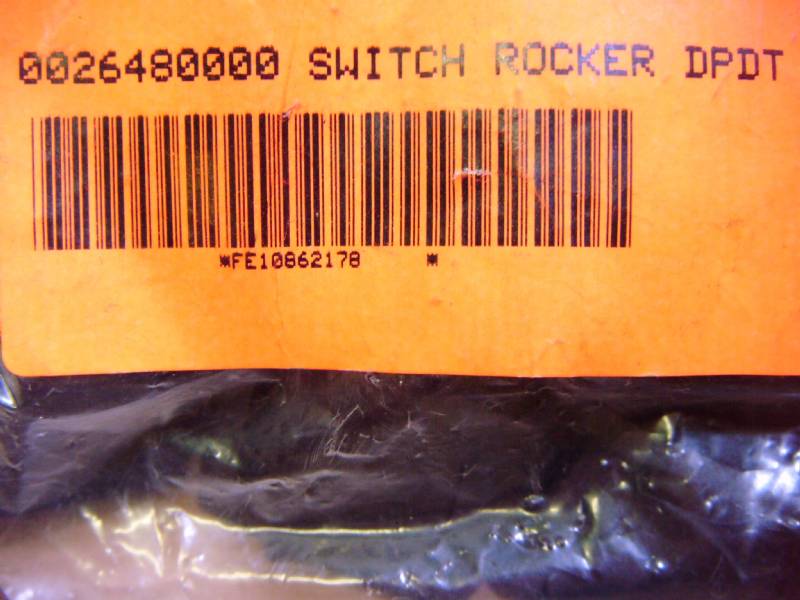 0026480000 SWITCH ROCKER DPDT
*FE10862178 *